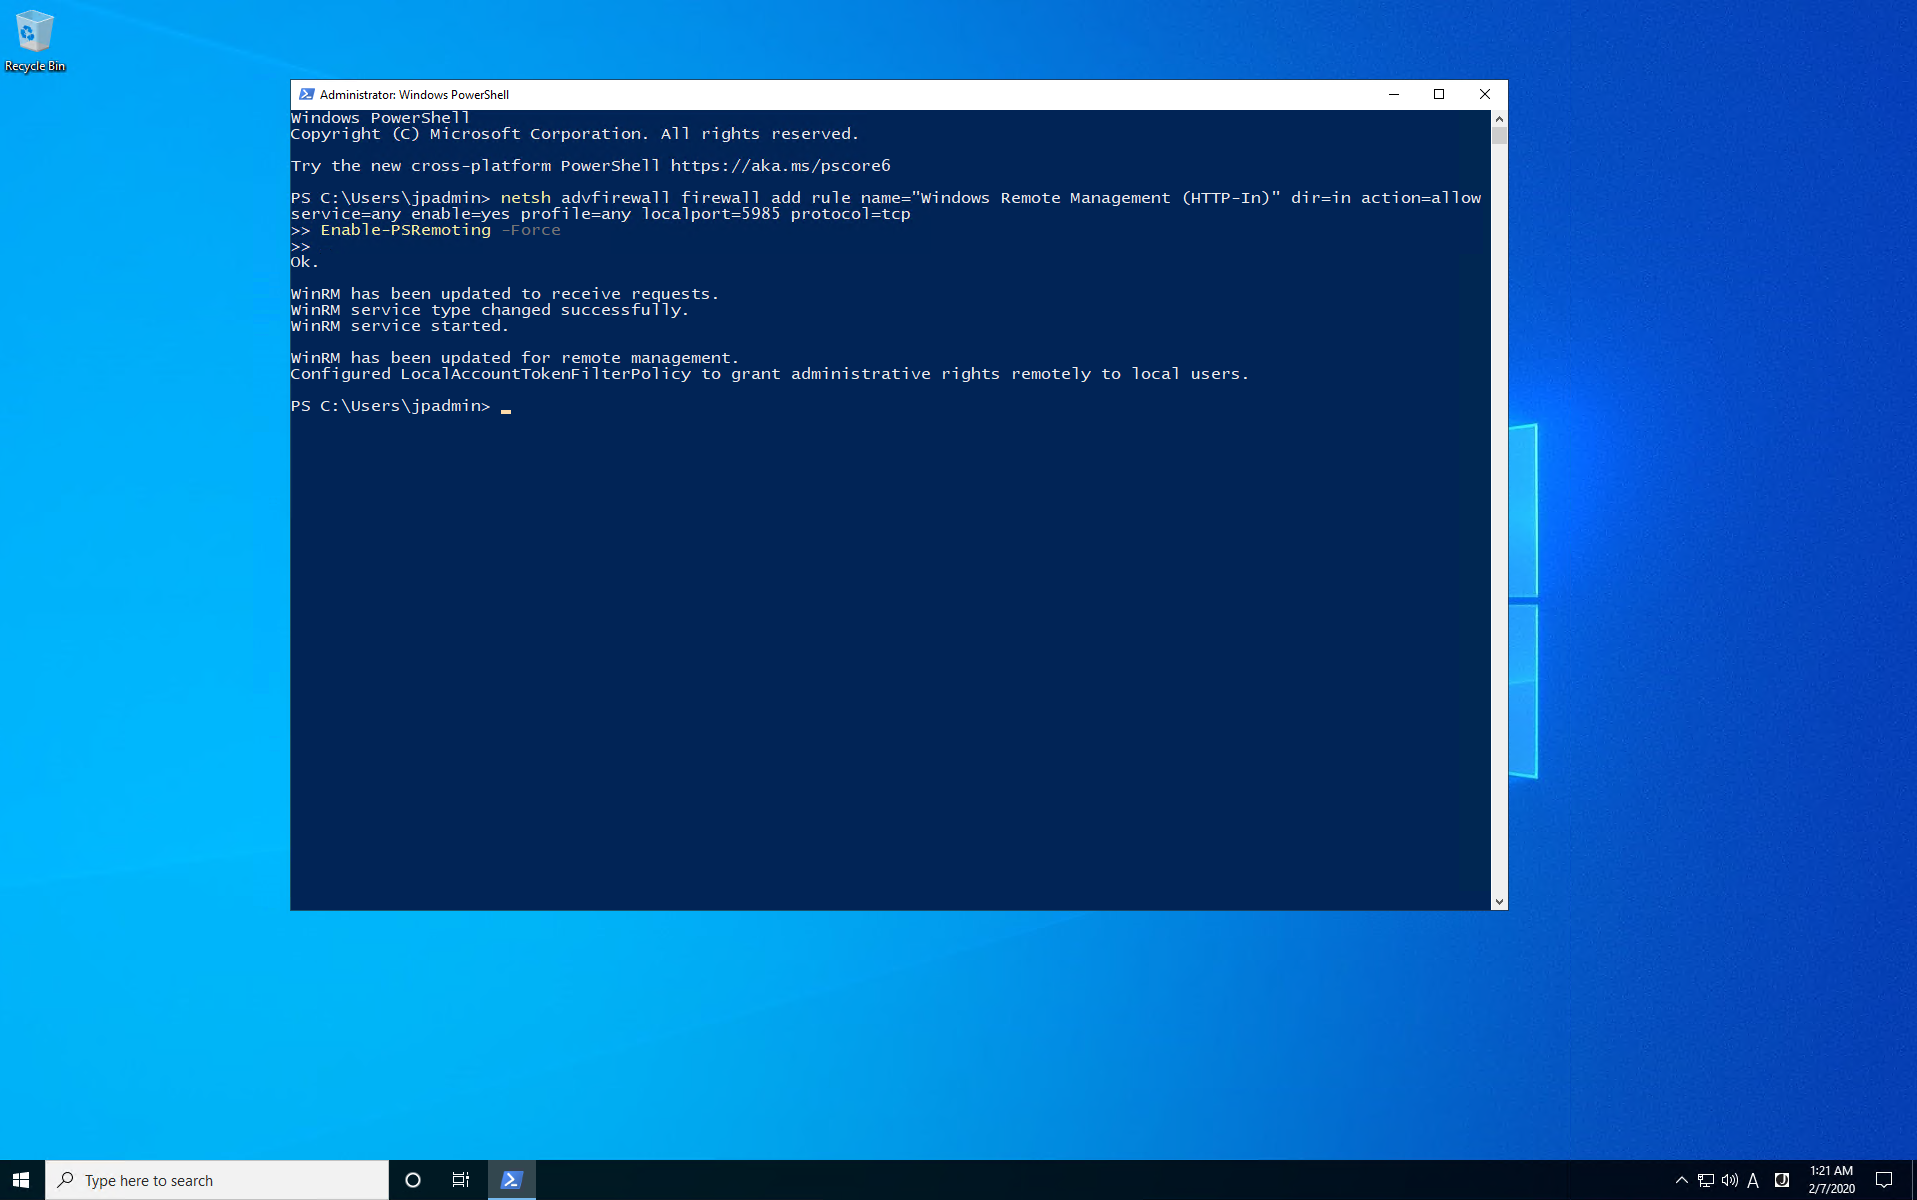 Recycle Bin
Administrator: Windows PowerShell
Windows PowerShell
Copyright (C) Microsoft Corporation. All rights reserved.
Try the new cross-platform PowerShell https://aka.ms/pscore6
PS C:\Users\jpadmin> netsh advfirewall firewall add rule name="Windows Remote Management (HTTP-In)" dir=in action=allow
service=any enable=yes profile=any localport=5985 protocol=tcp
>> Enable-PSRemoting -Force
>>
Ok.
WinRM has been updated to receive requests.
WinRM service type changed successfully.
WinRM service started.
WinRM has been updated for remote management.
Configured LocalAccountTokenFilterPolicy to grant administrative rights remotely to local users.
PS C:\Users\jpadmin>
Type here to search
A
J
1:21 AM
2/7/2020